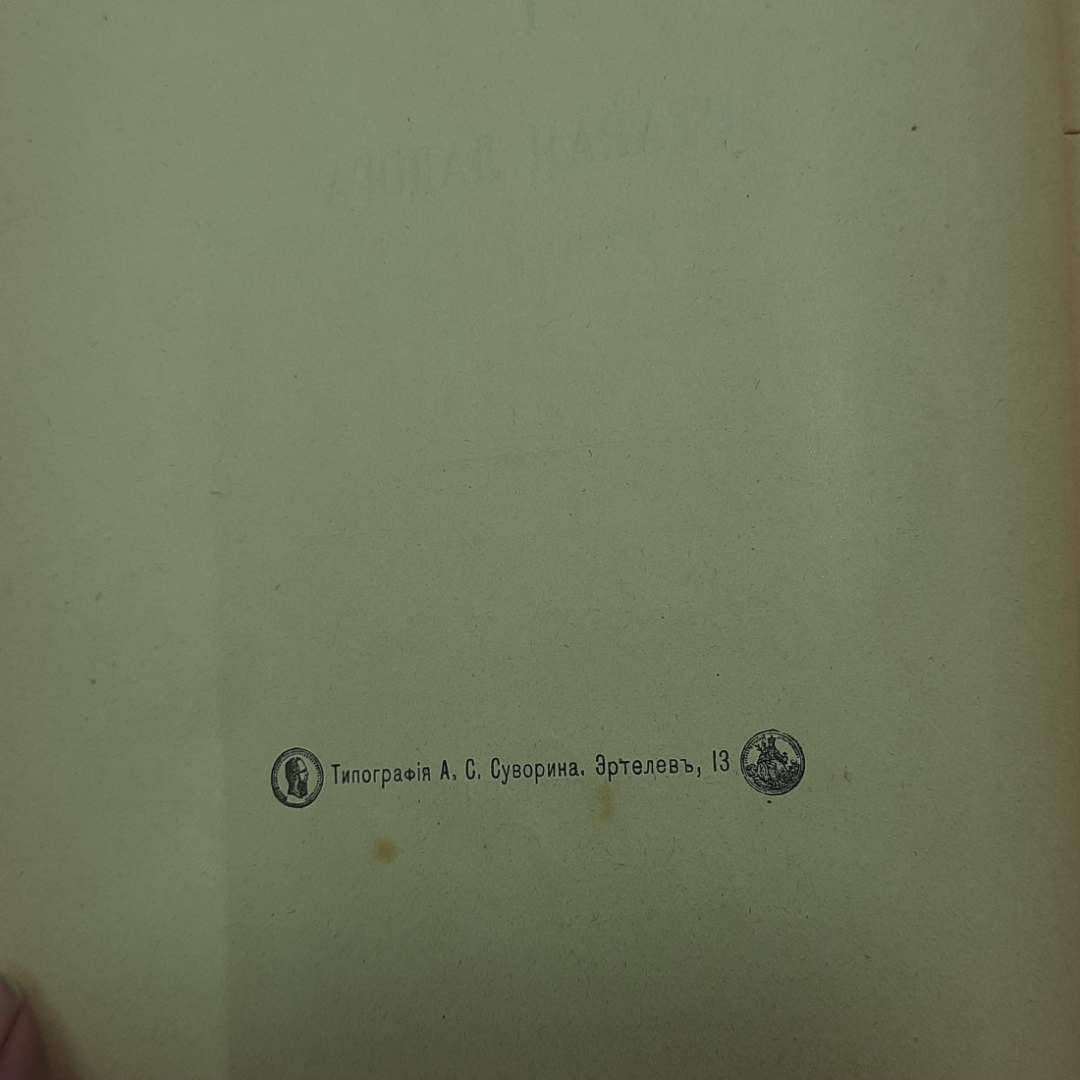 Типографія А. С. Суворина. Эртелевъ, 13